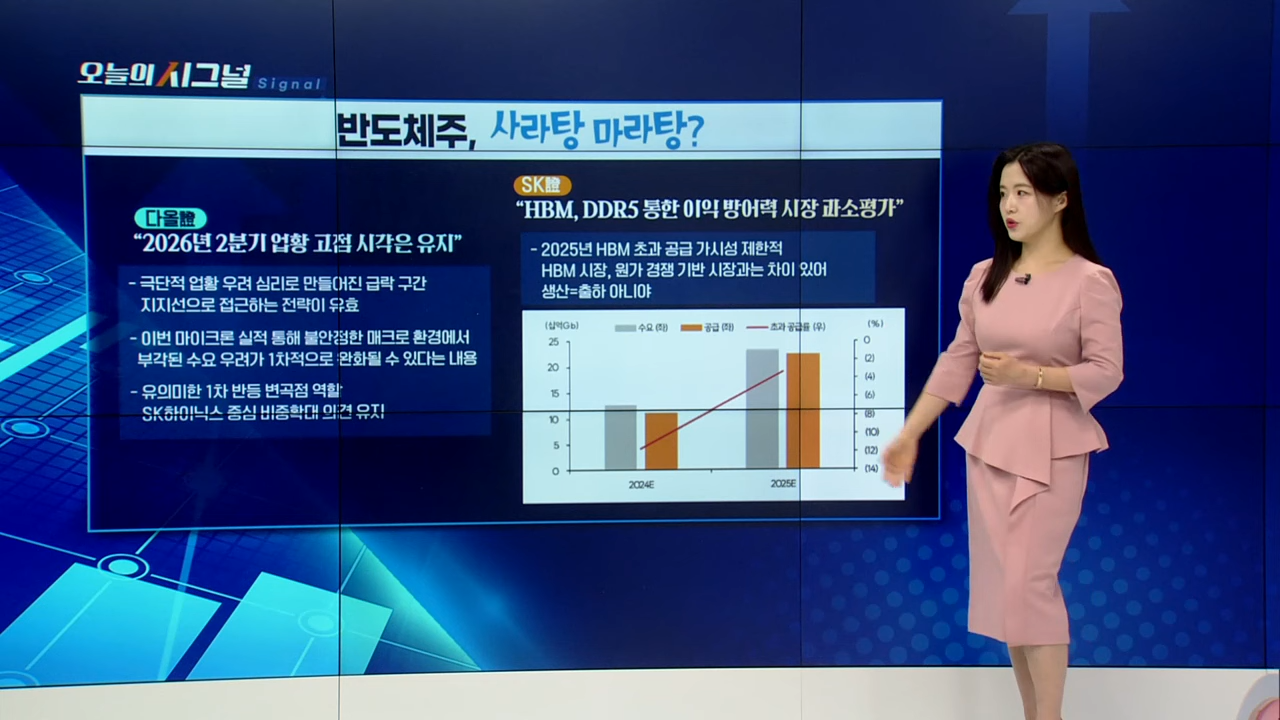 오늘의 시그널 Signal
반도체주, 사라탕 마라탕?
다올證
“2026년 2분기 업황 고점 시각은 유지”
- 극단적 업황 우려 심리로 만들어진 급락 구간
지지선으로 접근하는 전략이 유효
- 이번 마이크론 실적 통해 불안정한 매크로 환경에서
부각된 수요 우려가 1차적으로 완화될 수 있다는 내용
- 유의미한 1차 반등 변곡점 역할
SK하이닉스 중심 비중확대 의견 유지
SK證
“HBM, DDR5 통한 이익 방어력 시장 과소평가”
- 2025년 HBM 초과 공급 가시성 제한적
HBM 시장, 원가 경쟁 기반 시장과는 차이 있어
생산=출하 아니야
(십억Gb) 수요 (좌) 공급 (좌) 초과 공급률 (우) (%)
25 0
20 (2)
(4)
15 (6)
10 (8)
(10)
5 (12)
0 (14)
2024E 2025E